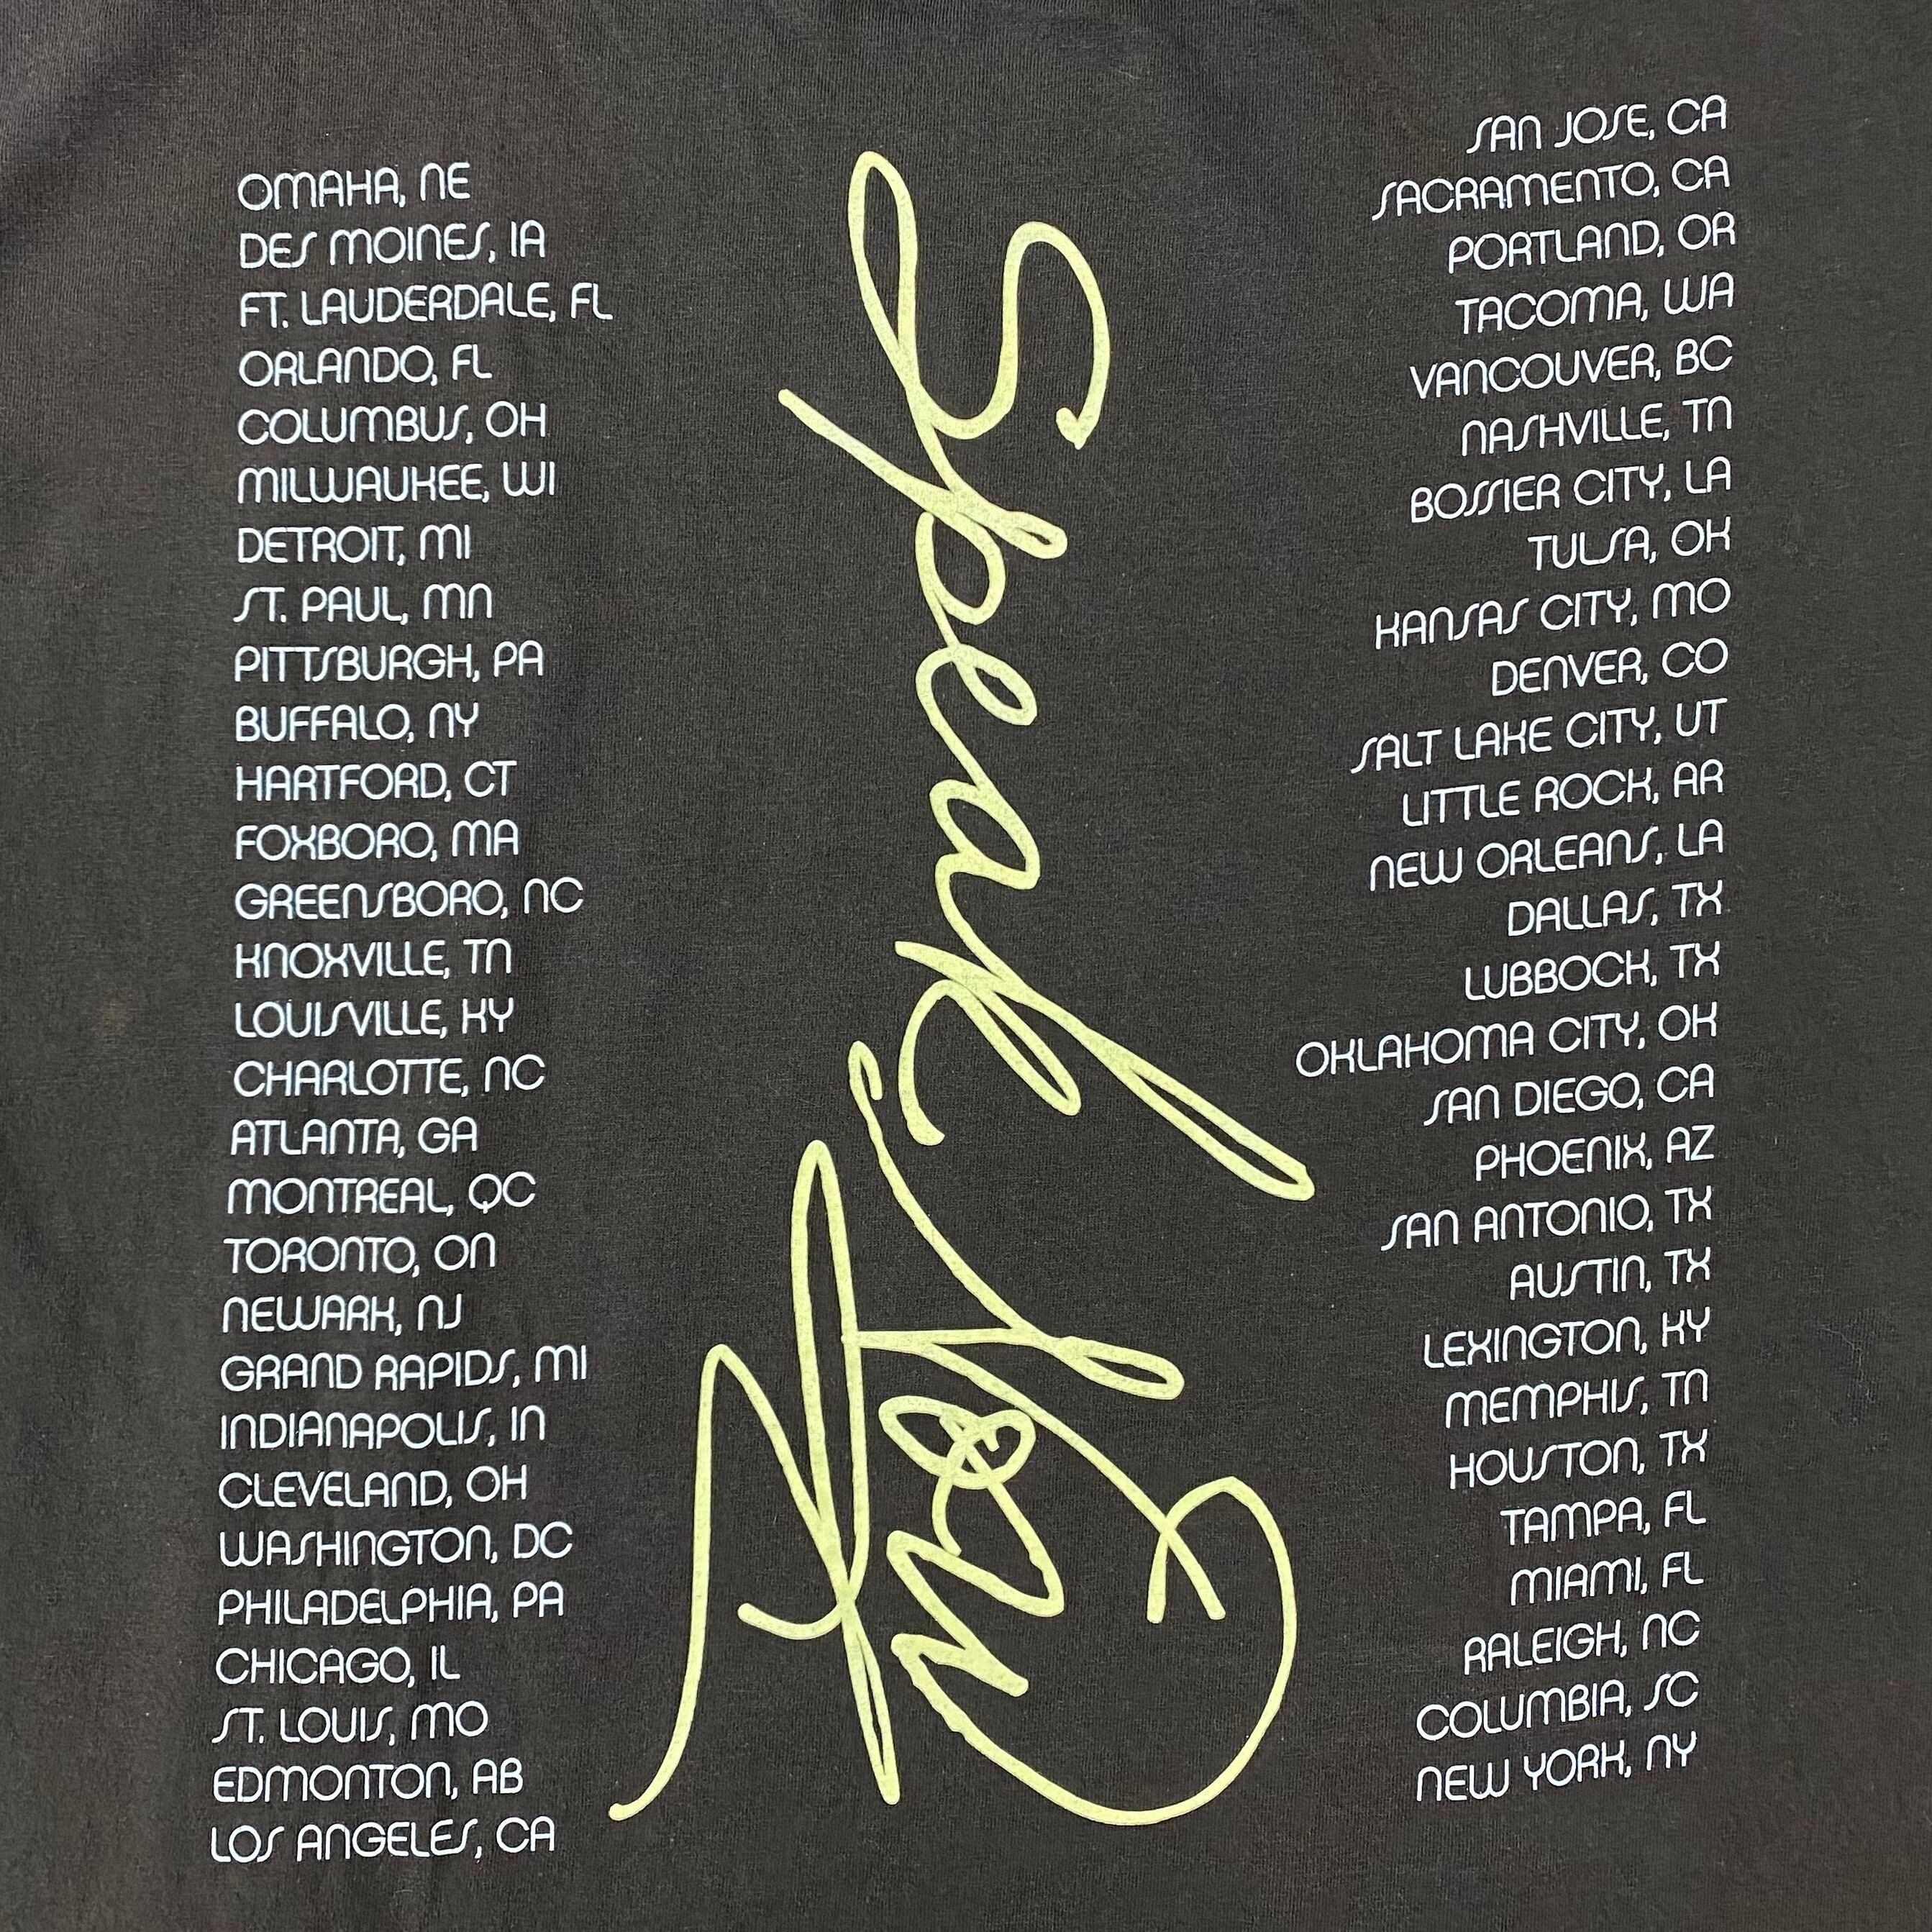 OMAHA, NE
DES MOINES, IA
FT. LAUDERDALE, FL
ORLANDO, FL
COLUMBUS, OH
MILWAUKEE, WI
DETROIT, MI
ST. PAUL, MN
PITTSBURGH, PA
BUFFALO, NY
HARTFORD, CT
FOXBORO, MA
GREENSBORO, NC
KNOXVILLE, TN
LOUISVILLE, KY
CHARLOTTE, NC
ATLANTA, GA
MONTREAL, QC
TORONTO, ON
NEWARK, NJ
GRAND RAPIDS, MI
INDIANAPOLIS, IN
CLEVELAND, OH
WASHINGTON, DC
PHILADELPHIA, PA
CHICAGO, IL
ST. LOUIS, MO
EDMONTON, AB
LOS ANGELES, CA
Speak Now
SAN JOSE, CA
SACRAMENTO, CA
PORTLAND, OR
TACOMA, WA
VANCOUVER, BC
NASHVILLE, TN
BOSSIER CITY, LA
TULSA, OK
KANSAS CITY, MO
DENVER, CO
SALT LAKE CITY, UT
LITTLE ROCK, AR
NEW ORLEANS, LA
DALLAS, TX
LUBBOCK, TX
OKLAHOMA CITY, OK
SAN DIEGO, CA
PHOENIX, AZ
SAN ANTONIO, TX
AUSTIN, TX
LEXINGTON, KY
MEMPHIS, TN
HOUSTON, TX
TAMPA, FL
MIAMI, FL
RALEIGH, NC
COLUMBIA, SC
NEW YORK, NY